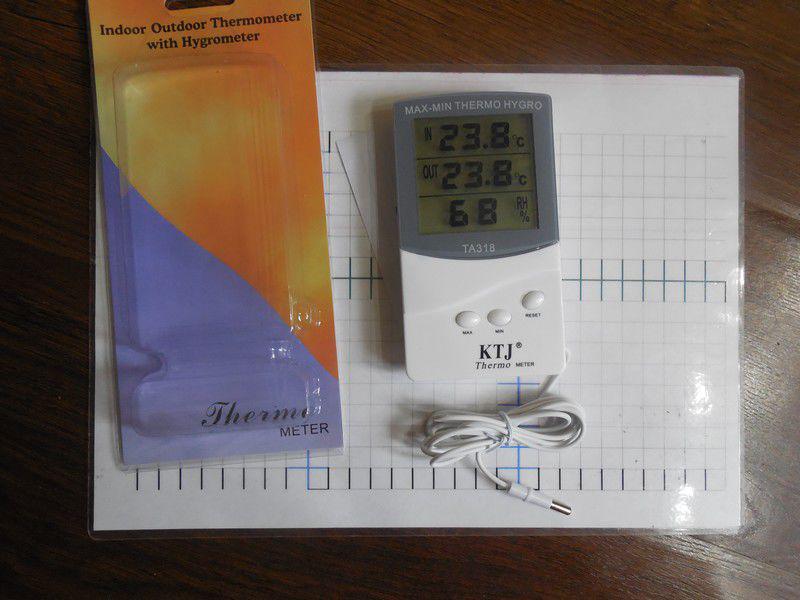 Indoor Outdoor Thermometer
with Hygrometer
Thermo
METER
MAX-MIN THERMO HYGRO
IN 23.8 °C
OUT 23.8 °C
68 RH %
TA318
MAX MIN RESET
KTJ®
Thermo METER